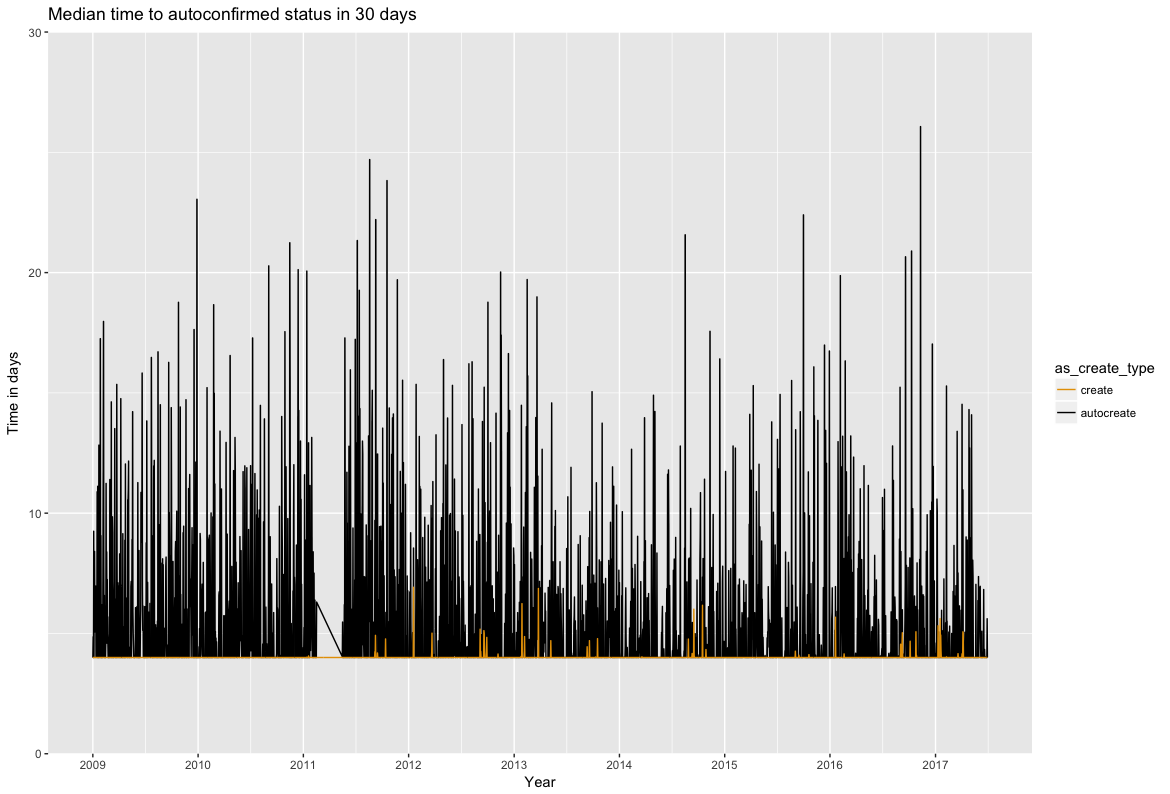 Median time to autoconfirmed status in 30 days
30
20
10
0
Time in days
2009 2010 2011 2012 2013 2014 2015 2016 2017
Year
as_create_type
create
autocreate